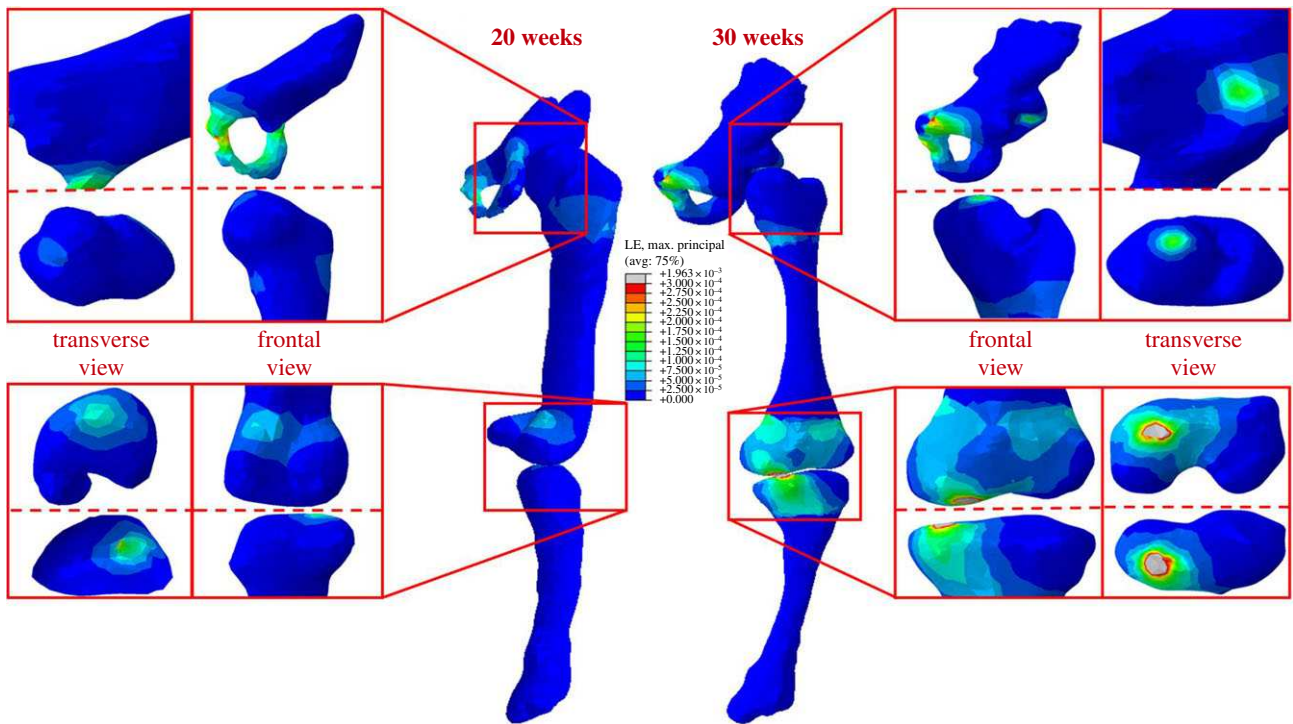 20 weeks
30 weeks
LE, max. principal
(avg: 75%)
+1.963 × 10⁻³
+3.000 × 10⁻⁴
+2.750 × 10⁻⁴
+2.500 × 10⁻⁴
+2.250 × 10⁻⁴
+2.000 × 10⁻⁴
+1.750 × 10⁻⁴
+1.500 × 10⁻⁴
+1.250 × 10⁻⁴
+1.000 × 10⁻⁴
+7.500 × 10⁻⁵
+5.000 × 10⁻⁵
+2.500 × 10⁻⁵
+0.000
transverse
view
frontal
view
frontal
view
transverse
view